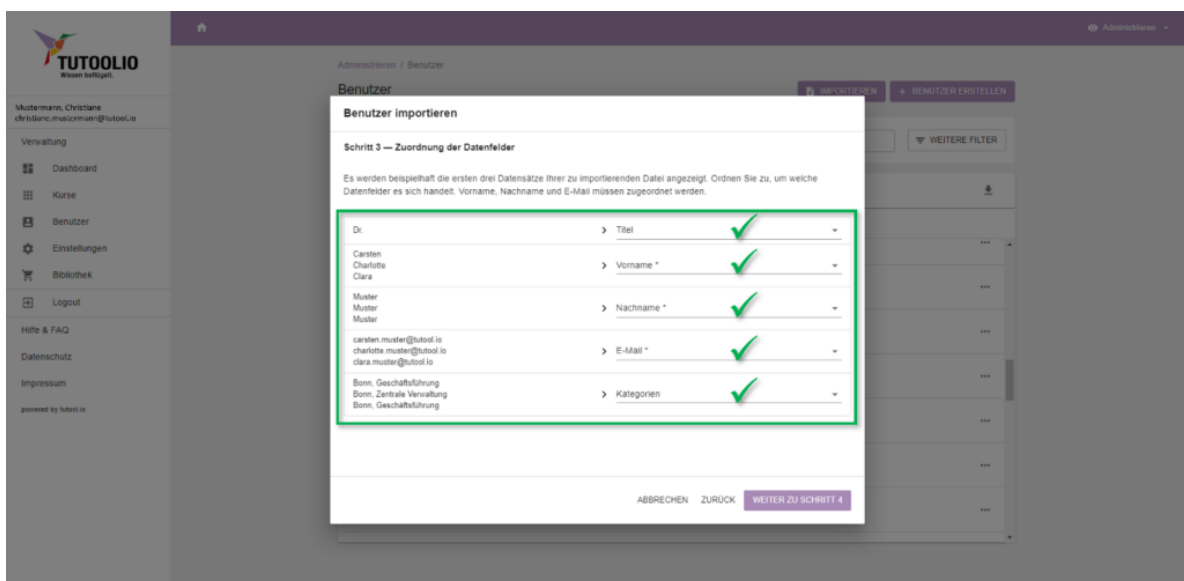 TUTOOLIO
Wissen beflügelt.
Administrieren
Mustermann, Christiane
christiane.mustermann@tutool.io
Verwaltung
Dashboard
Kurse
Benutzer
Einstellungen
Bibliothek
Logout
Hilfe & FAQ
Datenschutz
Impressum
powered by tutool.io
Administrieren / Benutzer
Benutzer
IMPORTIEREN
+ BENUTZER ERSTELLEN
WEITERE FILTER
Benutzer importieren
Schritt 3 — Zuordnung der Datenfelder
Es werden beispielhaft die ersten drei Datensätze Ihrer zu importierenden Datei angezeigt. Ordnen Sie zu, um welche
Datenfelder es sich handelt. Vorname, Nachname und E-Mail müssen zugeordnet werden.
Dr.
Titel
Carsten
Charlotte
Clara
Vorname *
Muster
Muster
Muster
Nachname *
carsten.muster@tutool.io
charlotte.muster@tutool.io
clara.muster@tutool.io
E-Mail *
Bonn, Geschäftsführung
Bonn, Zentrale Verwaltung
Bonn, Geschäftsführung
Kategorien
ABBRECHEN
ZURÜCK
WEITER ZU SCHRITT 4